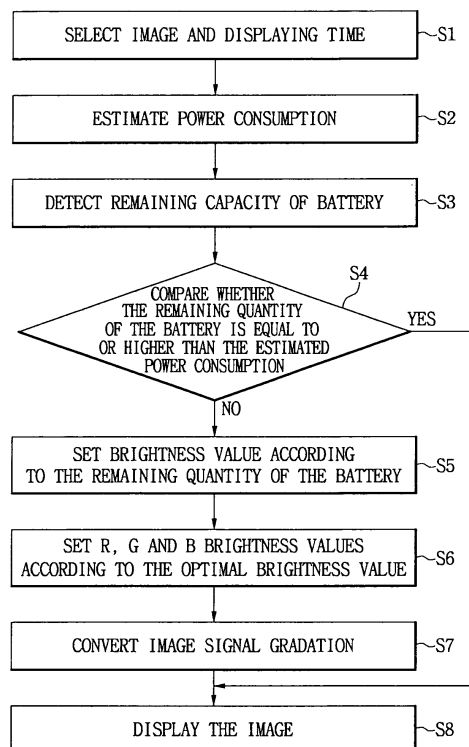 SELECT IMAGE AND DISPLAYING TIME
S1
ESTIMATE POWER CONSUMPTION
S2
DETECT REMAINING CAPACITY OF BATTERY
S3
S4
COMPARE WHETHER
THE REMAINING QUANTITY
OF THE BATTERY IS EQUAL TO
OR HIGHER THAN THE ESTIMATED
POWER CONSUMPTION
YES
NO
SET BRIGHTNESS VALUE ACCORDING
TO THE REMAINING QUANTITY OF THE BATTERY
S5
SET R, G AND B BRIGHTNESS VALUES
ACCORDING TO THE OPTIMAL BRIGHTNESS VALUE
S6
CONVERT IMAGE SIGNAL GRADATION
S7
DISPLAY THE IMAGE
S8